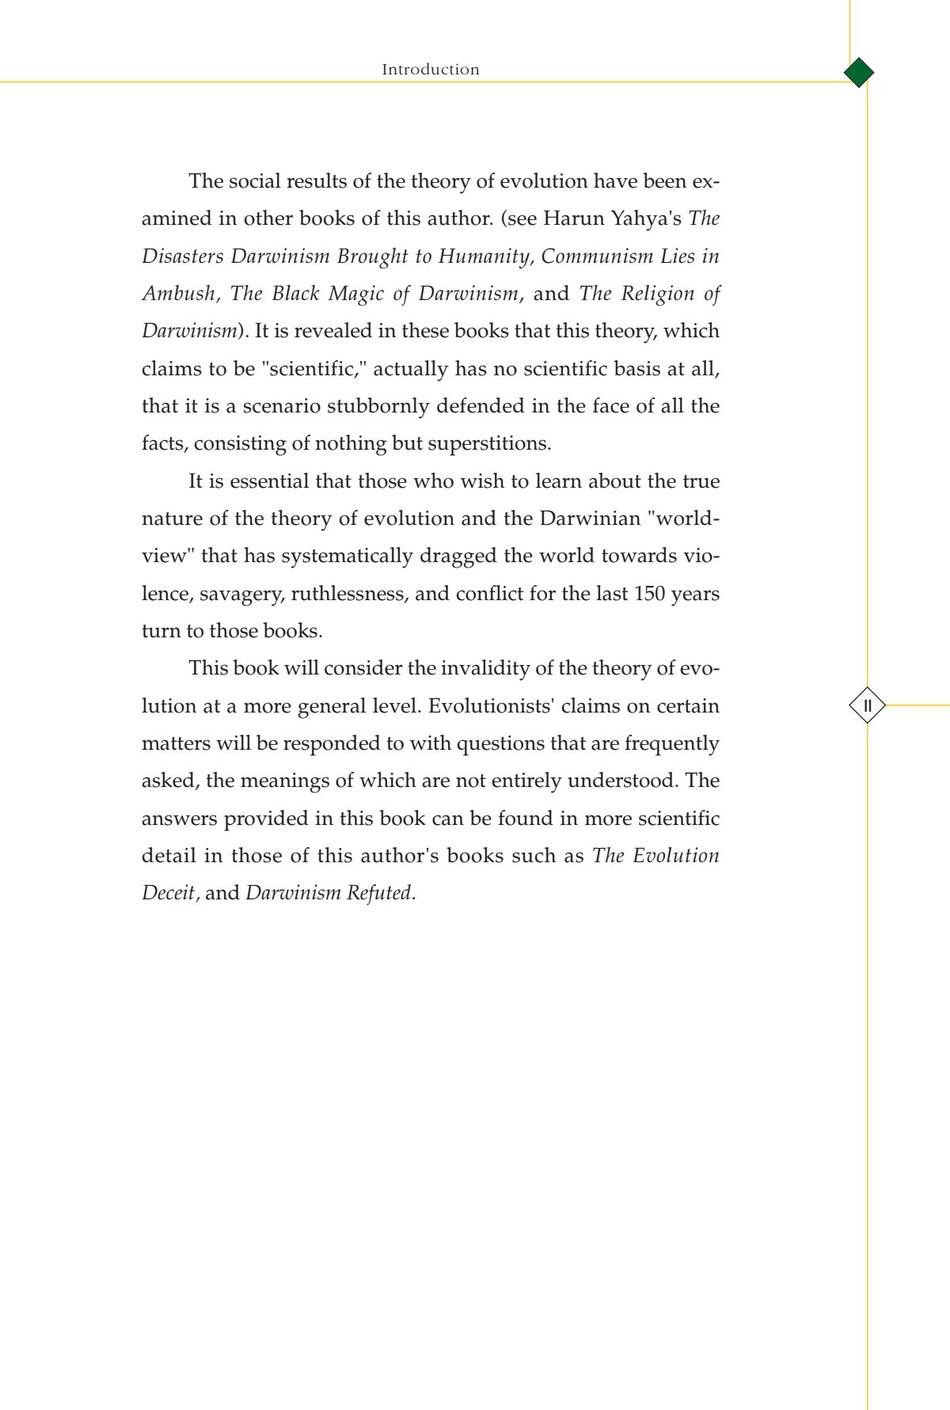 Introduction
The social results of the theory of evolution have been ex-
amined in other books of this author. (see Harun Yahya's The
Disasters Darwinism Brought to Humanity, Communism Lies in
Ambush, The Black Magic of Darwinism, and The Religion of
Darwinism). It is revealed in these books that this theory, which
claims to be "scientific," actually has no scientific basis at all,
that it is a scenario stubbornly defended in the face of all the
facts, consisting of nothing but superstitions.
It is essential that those who wish to learn about the true
nature of the theory of evolution and the Darwinian "world-
view" that has systematically dragged the world towards vio-
lence, savagery, ruthlessness, and conflict for the last 150 years
turn to those books.
This book will consider the invalidity of the theory of evo-
lution at a more general level. Evolutionists' claims on certain
matters will be responded to with questions that are frequently
asked, the meanings of which are not entirely understood. The
answers provided in this book can be found in more scientific
detail in those of this author's books such as The Evolution
Deceit, and Darwinism Refuted.
11